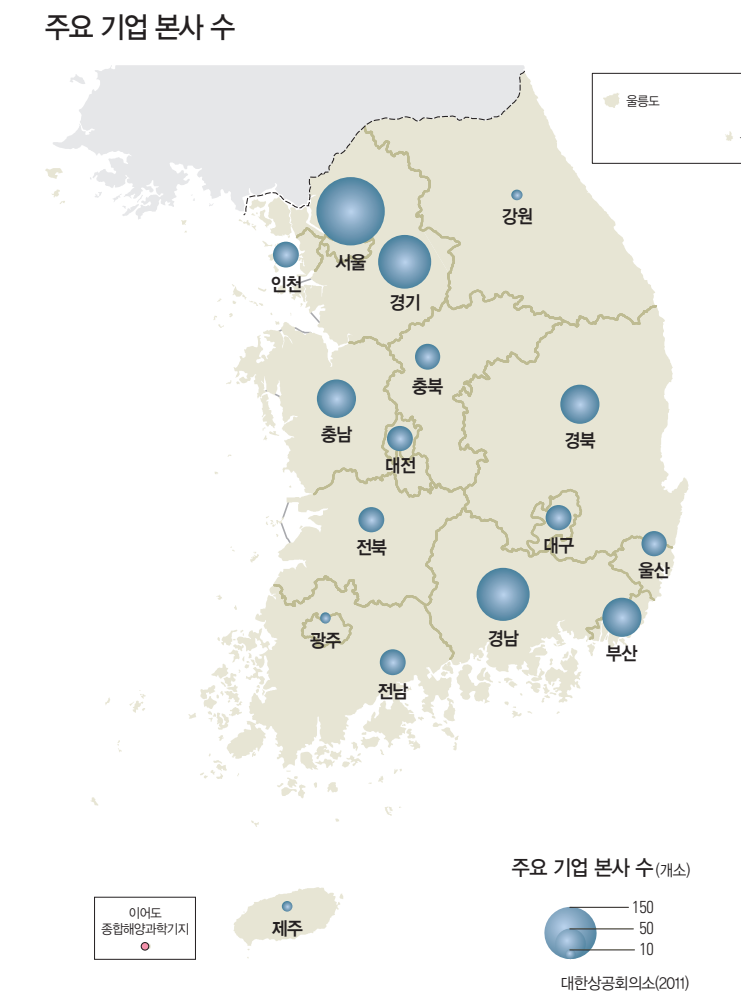 주요 기업 본사 수
울릉도
강원
서울
인천
경기
충북
충남
경북
대전
전북
대구
울산
광주
경남
부산
전남
주요 기업 본사 수 (개소)
150
50
10
대한상공회의소(2011)
이어도
종합해양과학기지
제주